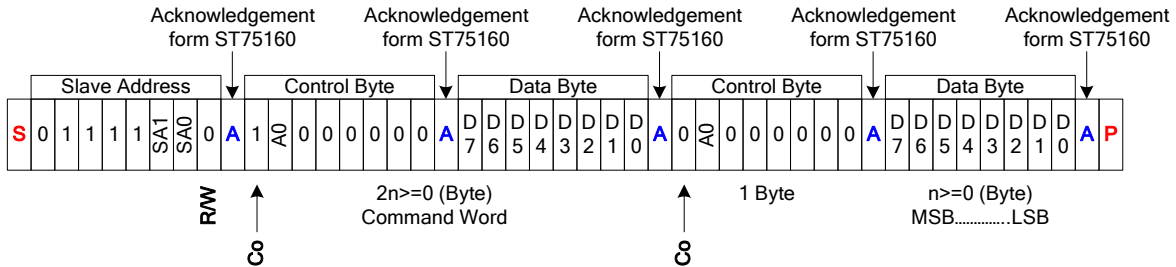 Acknowledgement form ST75160 Acknowledgement form ST75160 Acknowledgement form ST75160 Acknowledgement form ST75160 Acknowledgement form ST75160
Slave Address Control Byte Data Byte Control Byte Data Byte
S 0 1 1 1 1 SA1 SA0 0 A 1 A0 0 0 0 0 0 0 A D7 D6 D5 D4 D3 D2 D1 D0 A 0 A0 0 0 0 0 0 0 A D7 D6 D5 D4 D3 D2 D1 D0 A P
R/W
Co
2n>=0 (Byte)
Command Word
Co
1 Byte
n>=0 (Byte)
MSB..............LSB